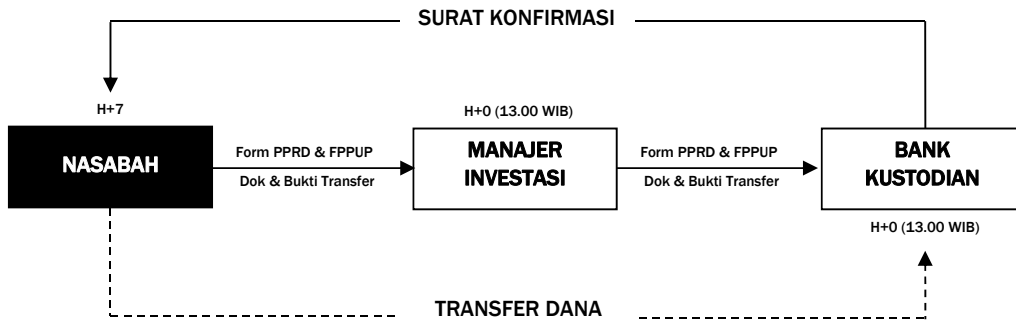 SURAT KONFIRMASI
H+7
H+0 (13.00 WIB)
NASABAH
Form PPRD & FPPUP
Dok & Bukti Transfer
MANAJER
INVESTASI
Form PPRD & FPPUP
Dok & Bukti Transfer
BANK
KUSTODIAN
H+0 (13.00 WIB)
TRANSFER DANA